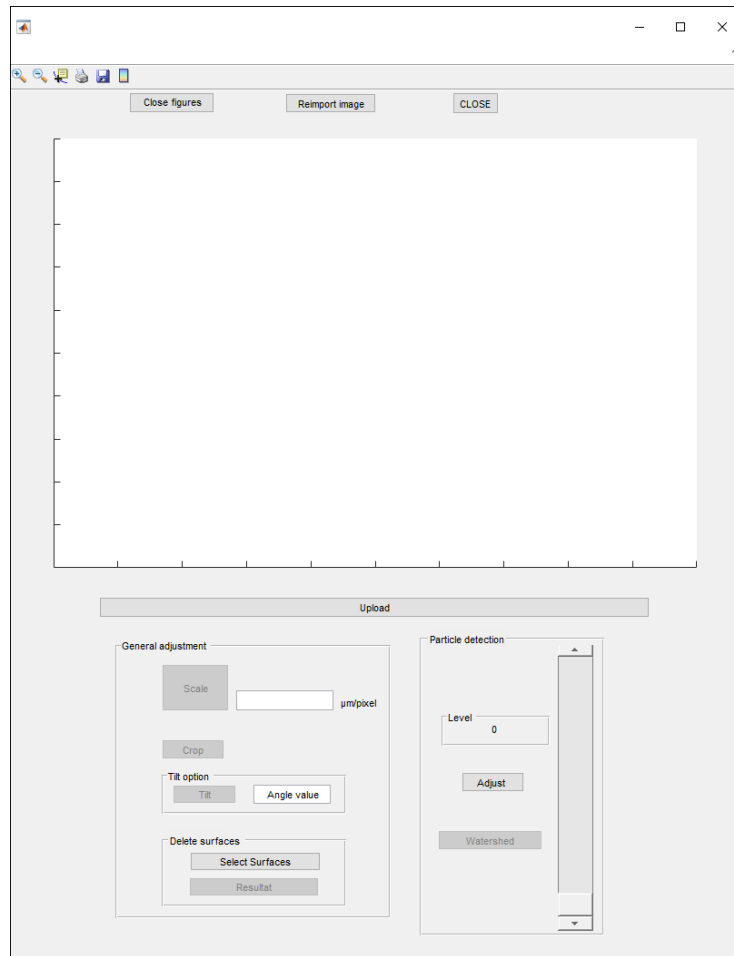 Close figures
Reimport image
CLOSE
Upload
General adjustment
Scale
µm/pixel
Crop
Tilt option
Tilt
Angle value
Delete surfaces
Select Surfaces
Resultat
Particle detection
Level
0
Adjust
Watershed